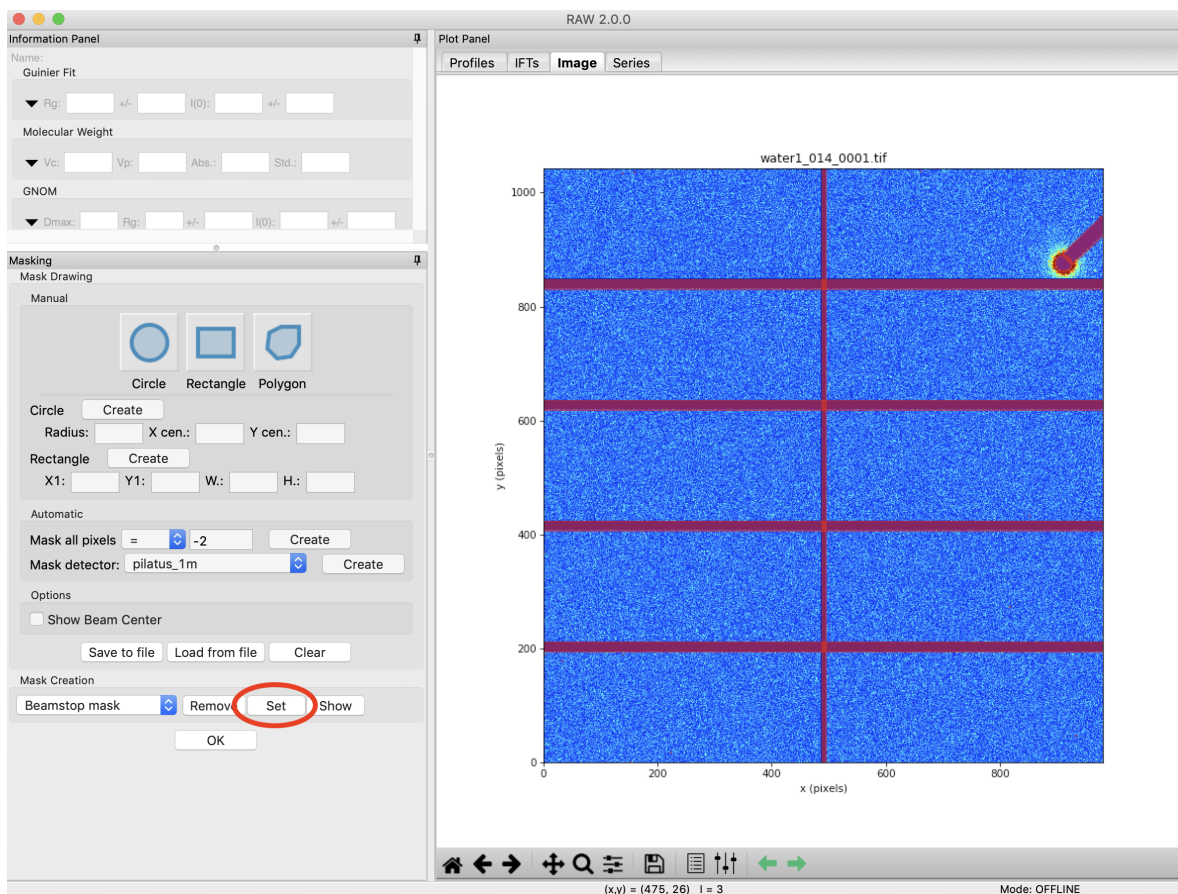 RAW 2.0.0
Information Panel
Name:
Guinier Fit
Rg: +/- I(0): +/-
Molecular Weight
Vc: Vp: Abs.: Std.:
GNOM
Dmax: Rg: +/- I(0): +/-
Masking
Mask Drawing
Manual
Circle Rectangle Polygon
Circle Create
Radius: X cen.: Y cen.:
Rectangle Create
X1: Y1: W.: H.:
Automatic
Mask all pixels = -2 Create
Mask detector: pilatus_1m Create
Options
Show Beam Center
Save to file Load from file Clear
Mask Creation
Beamstop mask Remov Set Show
OK
Plot Panel
Profiles IFTs Image Series
water1_014_0001.tif
1000
800
600
400
200
0
y (pixels)
0 200 400 600 800
x (pixels)
(x,y) = (475, 26) I = 3 Mode: OFFLINE